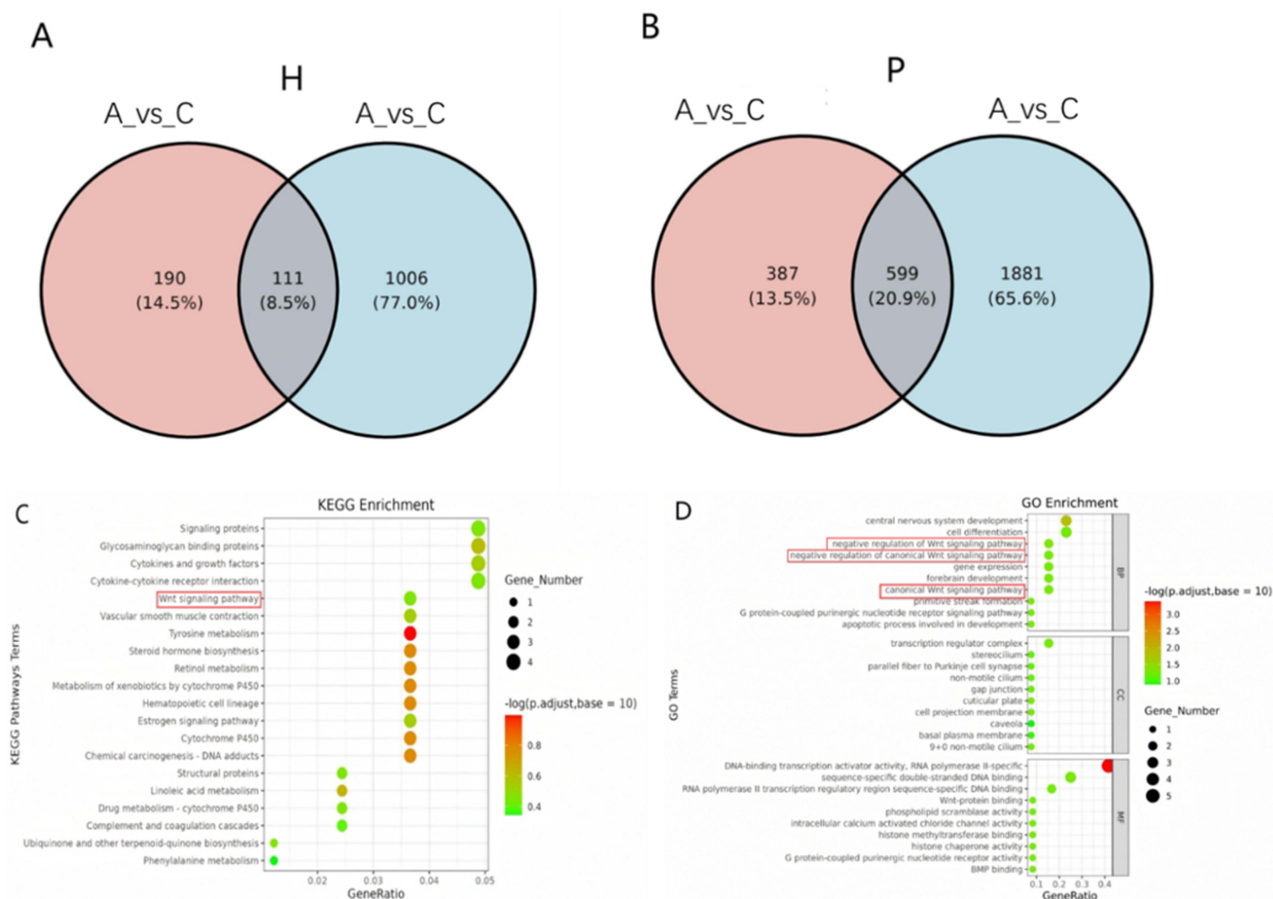 A
H
A_vs_C
A_vs_C
190
(14.5%)
111
(8.5%)
1006
(77.0%)
B
P
A_vs_C
A_vs_C
387
(13.5%)
599
(20.9%)
1881
(65.6%)
C
KEGG Enrichment
KEGG Pathways Terms
Signaling proteins
Glycosaminoglycan binding proteins
Cytokines and growth factors
Cytokine-cytokine receptor interaction
Wnt signaling pathway
Vascular smooth muscle contraction
Tyrosine metabolism
Steroid hormone biosynthesis
Retinol metabolism
Metabolism of xenobiotics by cytochrome P450
Hematopoietic cell lineage
Estrogen signaling pathway
Cytochrome P450
Chemical carcinogenesis - DNA adducts
Structural proteins
Linoleic acid metabolism
Drug metabolism - cytochrome P450
Complement and coagulation cascades
Ubiquinone and other terpenoid-quinone biosynthesis
Phenylalanine metabolism
0.02
0.03
0.04
0.05
GeneRatio
Gene_Number
1
2
3
4
-log(p.adjust,base = 10)
0.8
0.6
0.4
D
GO Enrichment
GO Terms
central nervous system development
cell differentiation
negative regulation of Wnt signaling pathway
negative regulation of canonical Wnt signaling pathway
gene expression
forebrain development
canonical Wnt signaling pathway
primitive streak formation
G protein-coupled purinergic nucleotide receptor signaling pathway
apoptotic process involved in development
BP
transcription regulator complex
stereocilium
parallel fiber to Purkinje cell synapse
non-motile cilium
gap junction
cuticular plate
cell projection membrane
caveola
basal plasma membrane
9+0 non-motile cilium
CC
DNA-binding transcription activator activity, RNA polymerase II-specific
sequence-specific double-stranded DNA binding
RNA polymerase II transcription regulatory region sequence-specific DNA binding
Wnt-protein binding
phospholipid scramblase activity
intracellular calcium activated chloride channel activity
histone methyltransferase binding
histone chaperone activity
G protein-coupled purinergic nucleotide receptor activity
BMP binding
MF
0.1
0.2
0.3
0.4
GeneRatio
-log(p.adjust,base = 10)
3.0
2.5
2.0
1.5
1.0
Gene_Number
1
2
3
4
5